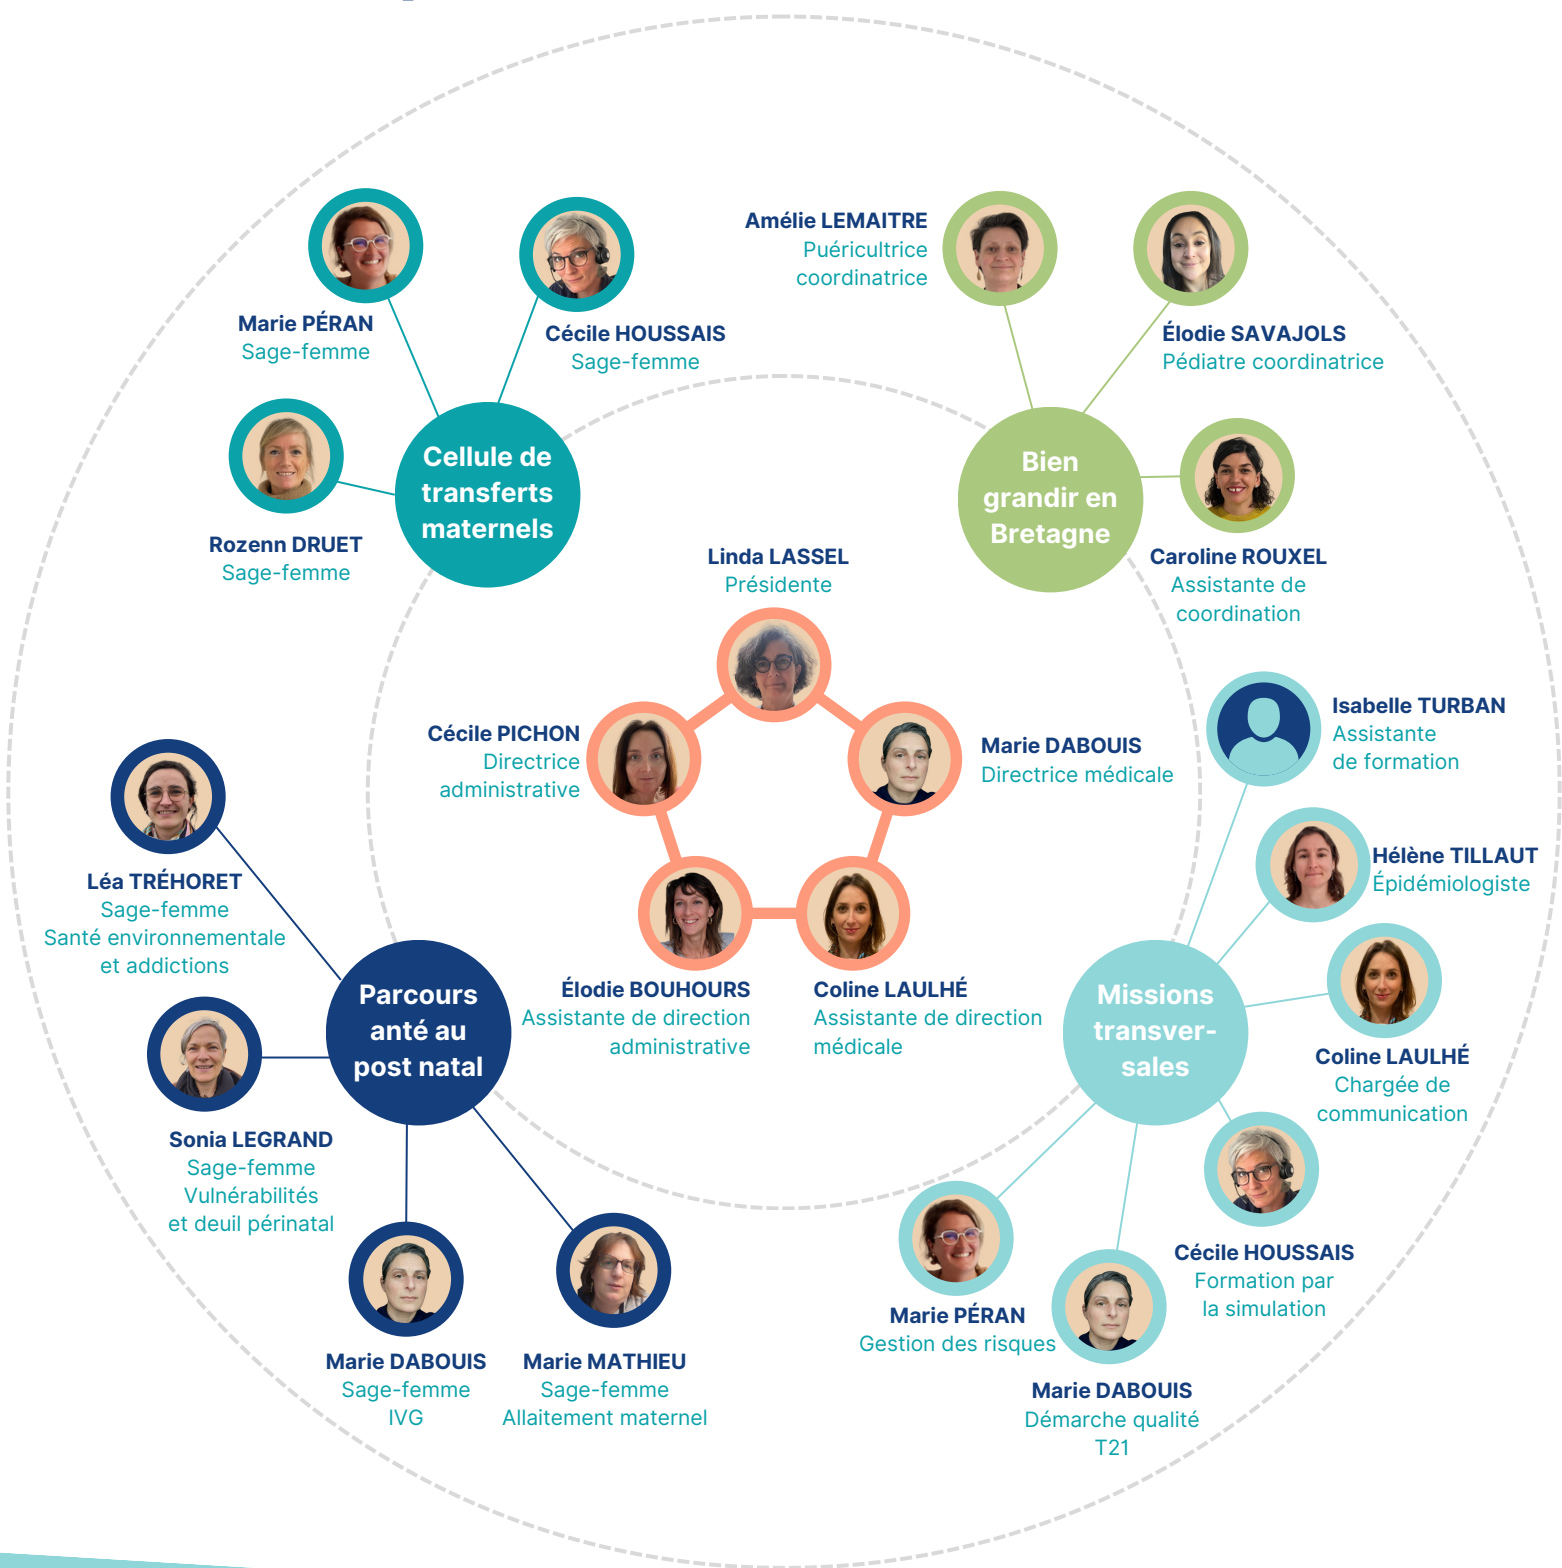 Marie PÉRAN
Sage-femme
Cécile HOUSSAIS
Sage-femme
Rozenn DRUET
Sage-femme
Cellule de
transferts
maternels
Amélie LEMAITRE
Puéricultrice
coordinatrice
Élodie SAVAJOLS
Pédiatre coordinatrice
Bien
grandir en
Bretagne
Caroline ROUXEL
Assistante de
coordination
Linda LASSEL
Présidente
Cécile PICHON
Directrice
administrative
Marie DABOUIS
Directrice médicale
Élodie BOUHOURS
Assistante de direction
administrative
Coline LAULHÉ
Assistante de direction
médicale
Isabelle TURBAN
Assistante
de formation
Hélène TILLAUT
Épidémiologiste
Missions
transver-
sales
Coline LAULHÉ
Chargée de
communication
Cécile HOUSSAIS
Formation par
la simulation
Marie PÉRAN
Gestion des risques
Marie DABOUIS
Démarche qualité
T21
Léa TRÉHORET
Sage-femme
Santé environnementale
et addictions
Parcours
anté au
post natal
Sonia LEGRAND
Sage-femme
Vulnérabilités
et deuil périnatal
Marie DABOUIS
Sage-femme
IVG
Marie MATHIEU
Sage-femme
Allaitement maternel